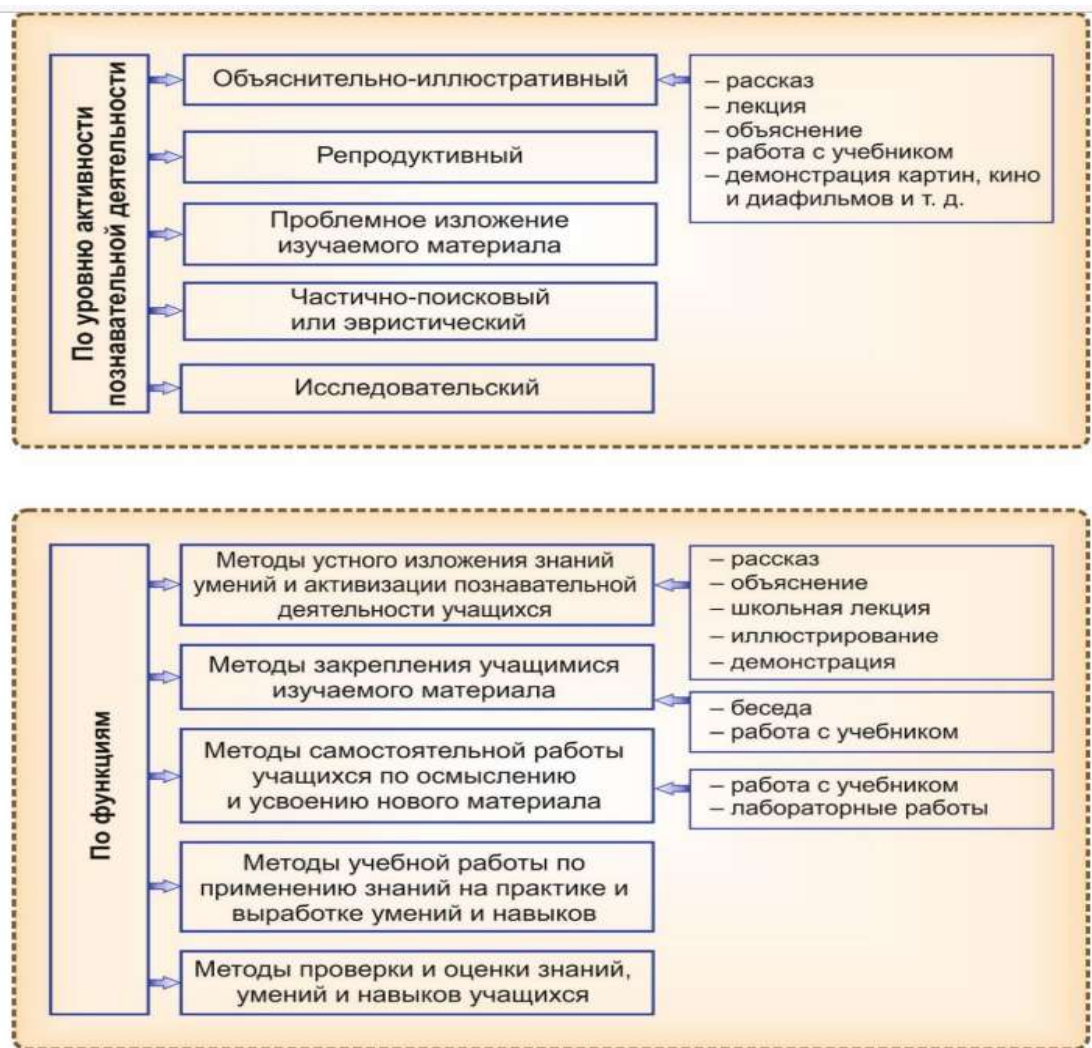 По уровню активности
познавательной деятельности
Объяснительно-иллюстративный
Репродуктивный
Проблемное изложение
изучаемого материала
Частично-поисковый
или эвристический
Исследовательский
– рассказ
– лекция
– объяснение
– работа с учебником
– демонстрация картин, кино
и диафильмов и т. д.
По функциям
Методы устного изложения знаний
умений и активизации познавательной
деятельности учащихся
Методы закрепления учащимися
изучаемого материала
Методы самостоятельной работы
учащихся по осмыслению
и усвоению нового материала
Методы учебной работы по
применению знаний на практике и
выработке умений и навыков
Методы проверки и оценки знаний,
умений и навыков учащихся
– рассказ
– объяснение
– школьная лекция
– иллюстрирование
– демонстрация
– беседа
– работа с учебником
– работа с учебником
– лабораторные работы